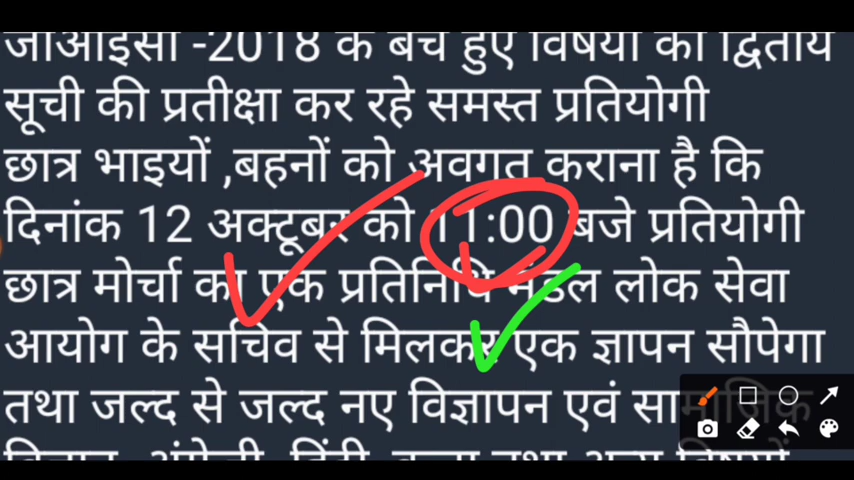 जीआईसी -2018 के बचे हुए विषयों की द्वितीय
सूची की प्रतीक्षा कर रहे समस्त प्रतियोगी
छात्र भाइयों ,बहनों को अवगत कराना है कि
दिनांक 12 अक्टूबर को 11:00 बजे प्रतियोगी
छात्र मोर्चा का एक प्रतिनिधि मंडल लोक सेवा
आयोग के सचिव से मिलकर एक ज्ञापन सौपेगा
तथा जल्द से जल्द नए विज्ञापन एवं सामाजिक